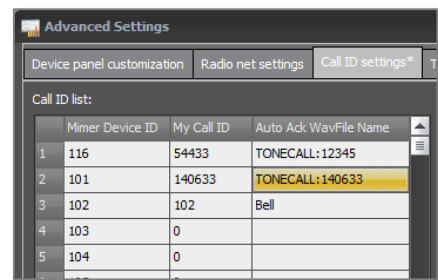 Advanced Settings
Device panel customization Radio net settings Call ID settings* T
Call ID list:
Mimer Device ID My Call ID Auto Ack WavFile Name
1 116 54433 TONECALL:12345
2 101 140633 TONECALL:140633
3 102 102 Bell
4 103 0
5 104 0